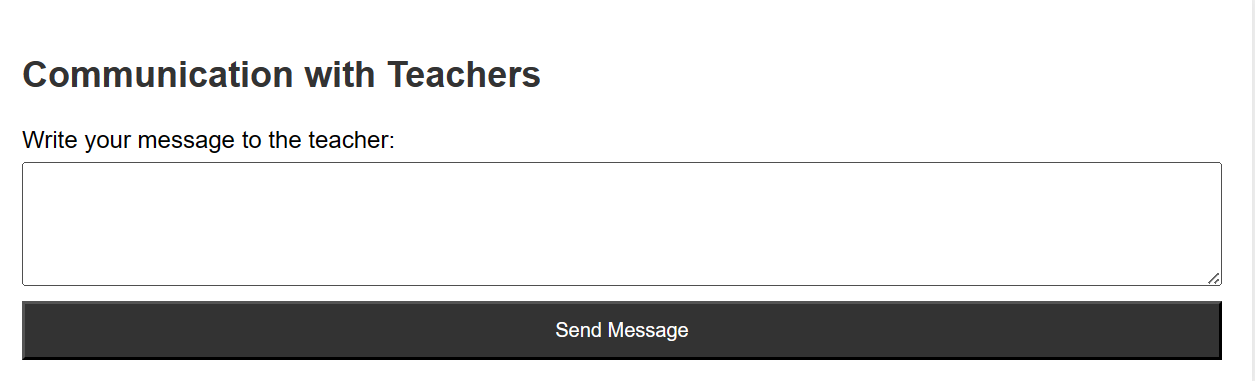 Communication with Teachers
Write your message to the teacher:
Send Message